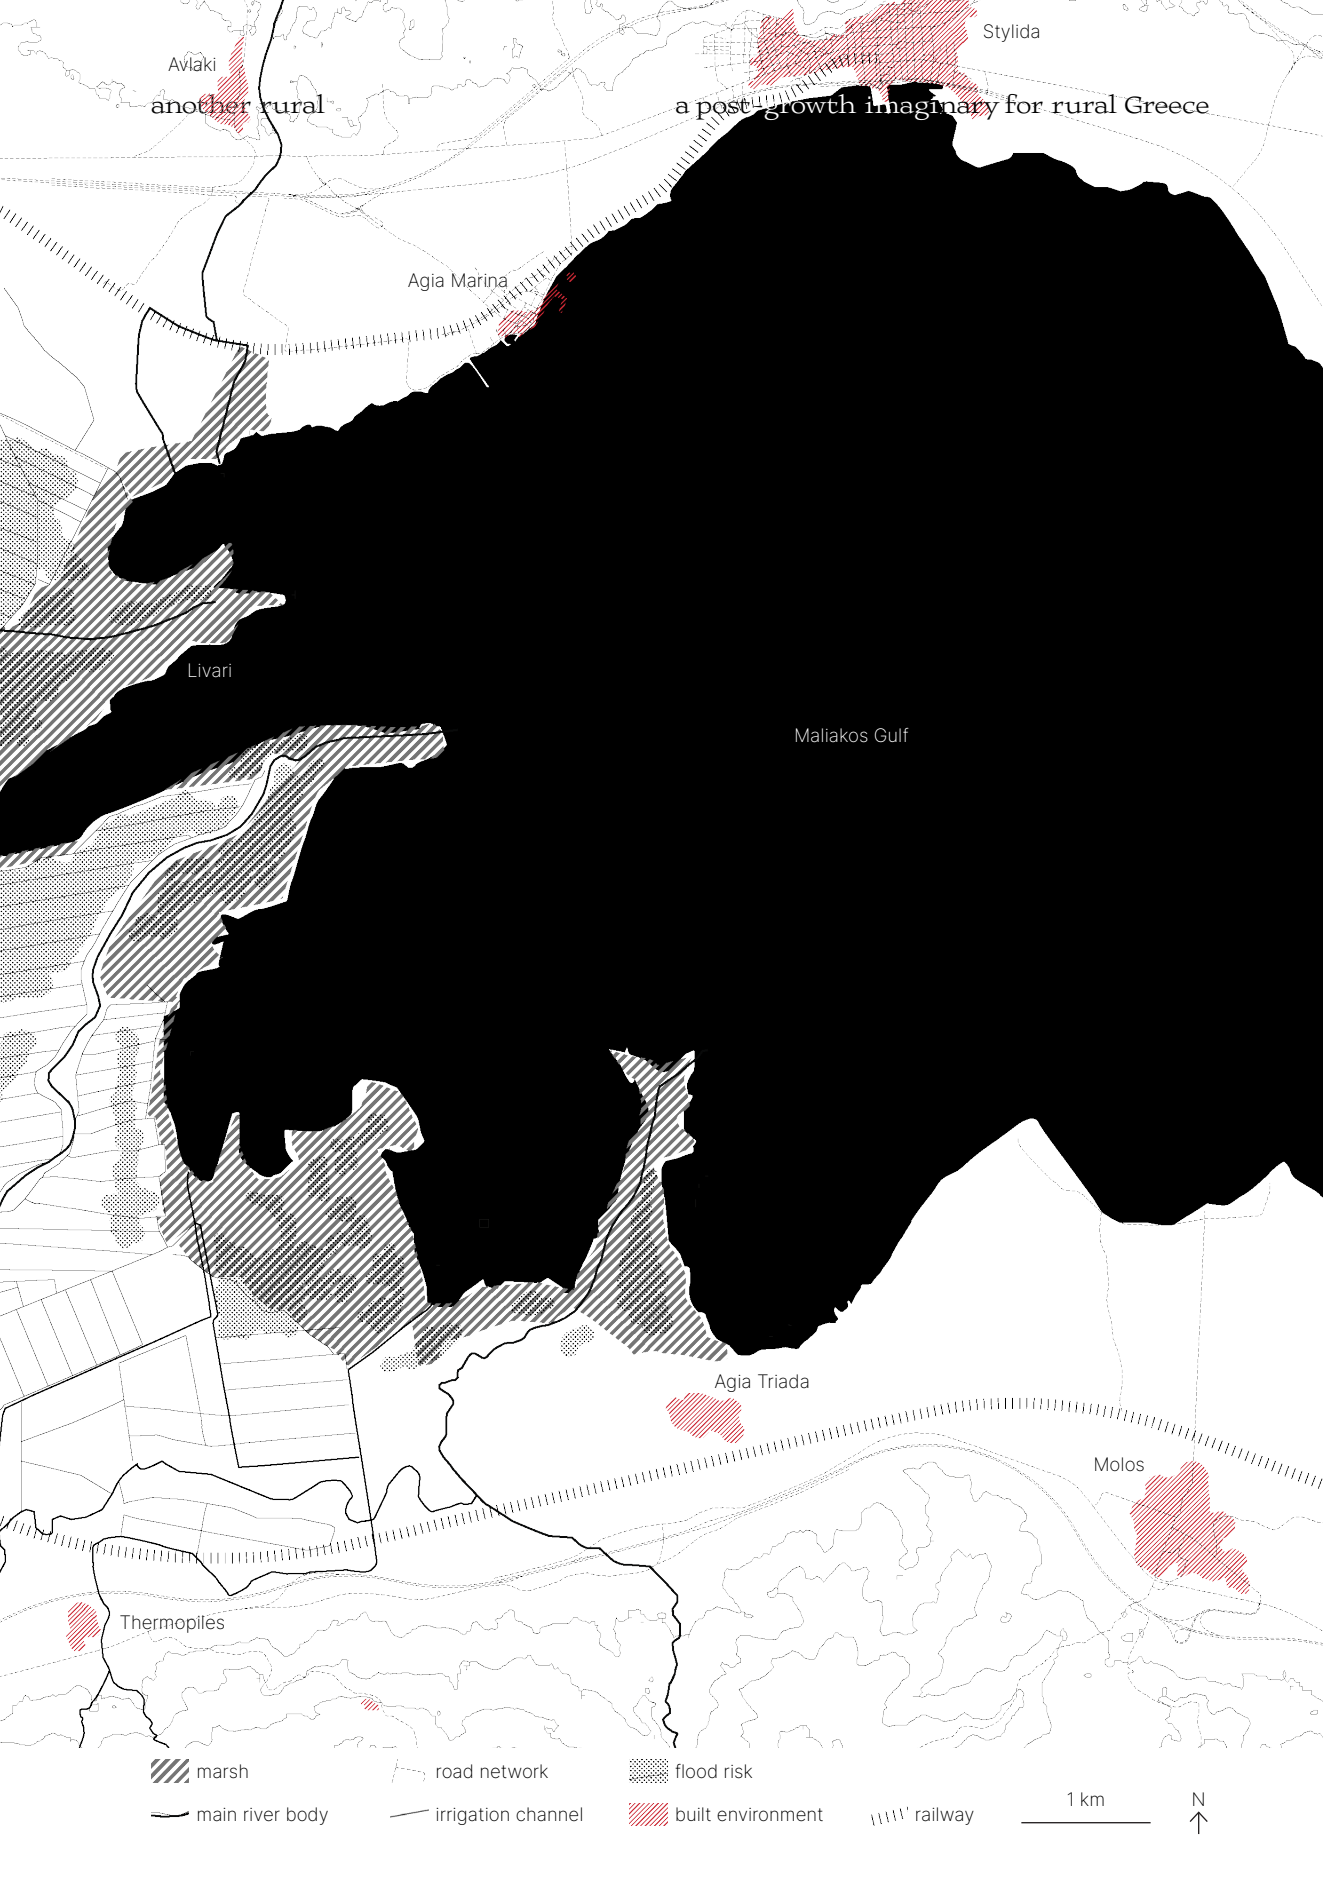 Stylida
Avlaki
another rural
a post-growth imaginary for rural Greece
Agia Marina
Livari
Maliakos Gulf
Agia Triada
Molos
Thermopiles
marsh
road network
flood risk
main river body
irrigation channel
built environment
railway
1 km
N